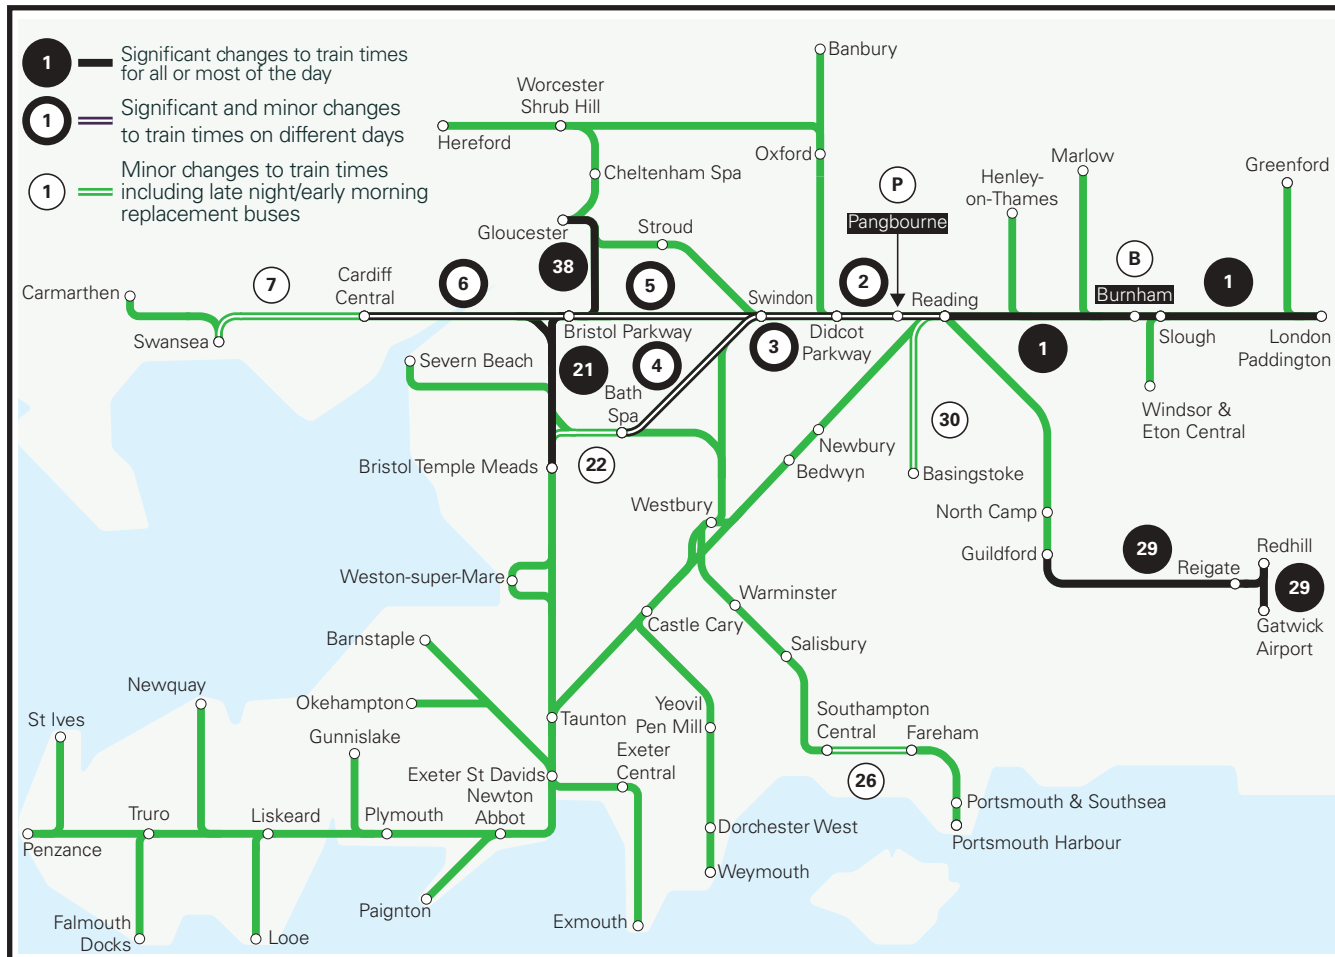 1
Significant changes to train times
for all or most of the day
1
Significant and minor changes
to train times on different days
1
Minor changes to train times
including late night/early morning
replacement buses
Banbury
Worcester
Shrub Hill
Hereford
Oxford
Cheltenham Spa
Marlow
Greenford
Henley-
on-Thames
P
Pangbourne
Gloucester
Stroud
38
5
6
7
2
B
Burnham
1
Carmarthen
Cardiff
Central
Swansea
Bristol Parkway
Swindon
Didcot
Parkway
Reading
Slough
London
Paddington
3
1
Severn Beach
21
4
Bath
Spa
22
Bristol Temple Meads
Newbury
Bedwyn
30
Basingstoke
Windsor &
Eton Central
Westbury
North Camp
Guildford
29
Reigate
Redhill
29
Gatwick
Airport
Weston-super-Mare
Warminster
Castle Cary
Salisbury
Barnstaple
Okehampton
Newquay
St Ives
Gunnislake
Taunton
Yeovil
Pen Mill
Southampton
Central
Fareham
26
Exeter St Davids
Exeter
Central
Newton
Abbot
Truro
Liskeard
Plymouth
Penzance
Portsmouth & Southsea
Portsmouth Harbour
Dorchester West
Weymouth
Paignton
Exmouth
Falmouth
Docks
Looe